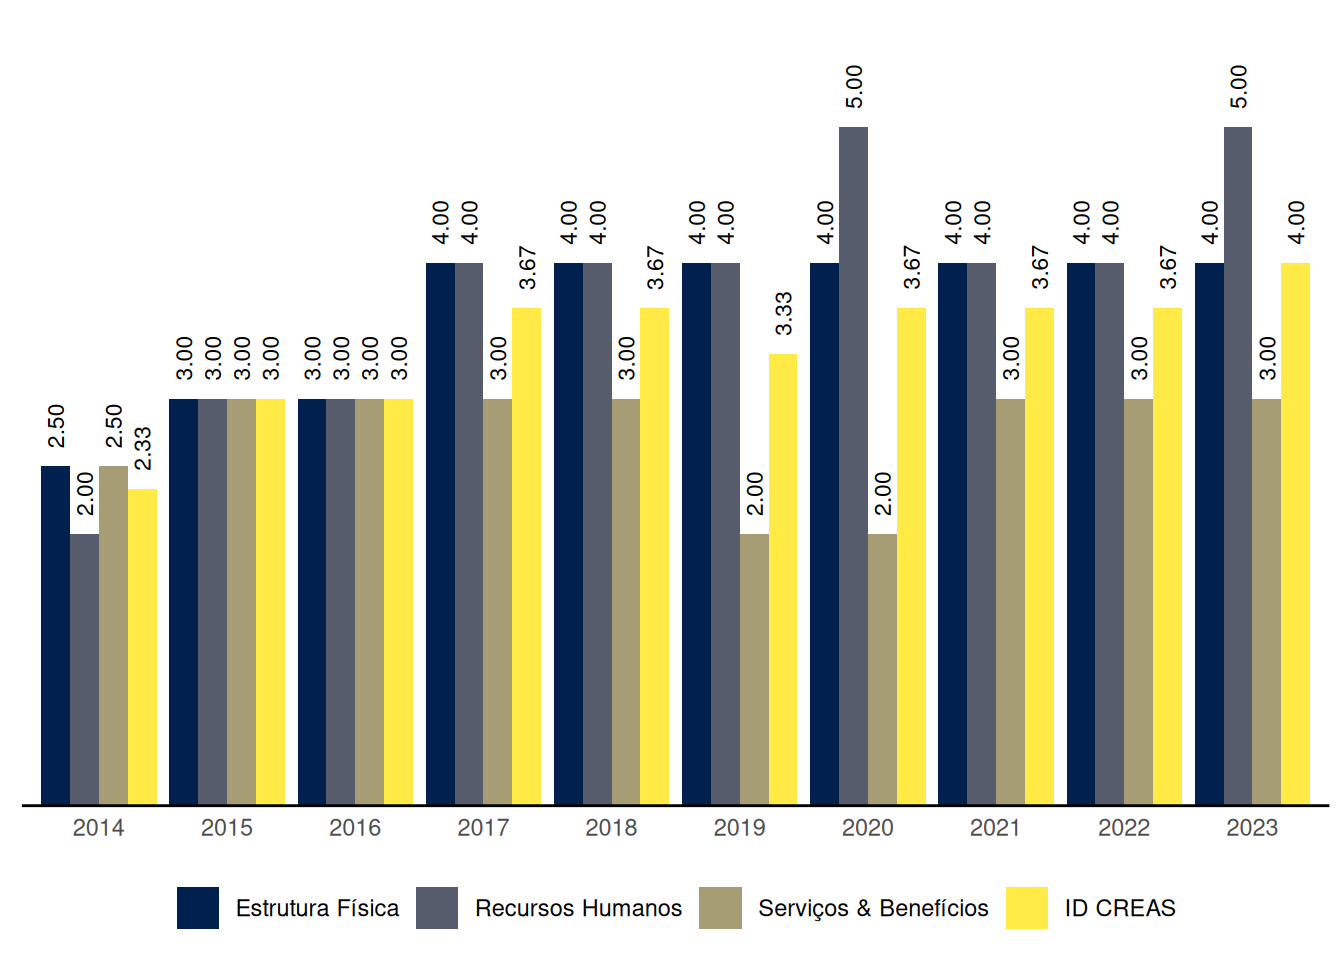 5.00 5.00
4.00 4.00 4.00 4.00 4.00 4.00 4.00 4.00 4.00 4.00 4.00 4.00 4.00
3.67 3.67 3.67 3.67 3.67
3.33
3.00 3.00 3.00 3.00 3.00 3.00 3.00 3.00 3.00 3.00 3.00 3.00 3.00
2.50 2.50
2.33
2.00 2.00 2.00
2014 2015 2016 2017 2018 2019 2020 2021 2022 2023
Estrutura Física Recursos Humanos Serviços & Benefícios ID CREAS